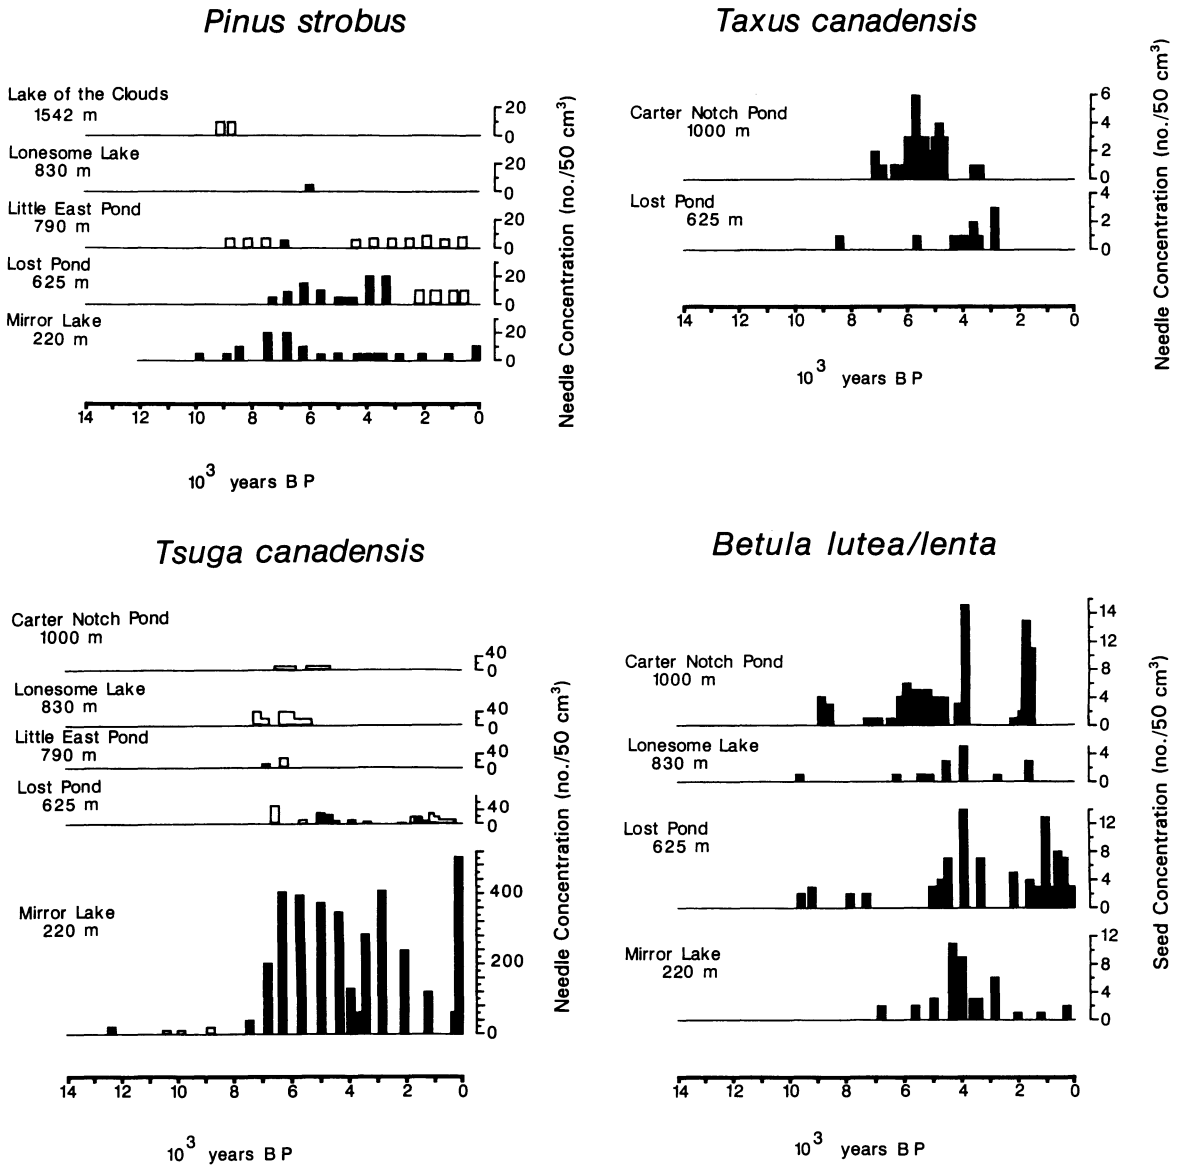 Pinus strobus
Lake of the Clouds
1542 m
20
0
Lonesome Lake
830 m
20
0
Little East Pond
790 m
20
0
Lost Pond
625 m
20
0
Mirror Lake
220 m
20
0
Needle Concentration (no./50 cm³)
14 12 10 8 6 4 2 0
10³ years B P
Taxus canadensis
Carter Notch Pond
1000 m
6
4
2
0
Lost Pond
625 m
4
2
0
Needle Concentration (no./50 cm³)
14 12 10 8 6 4 2 0
10³ years B P
Tsuga canadensis
Carter Notch Pond
1000 m
40
0
Lonesome Lake
830 m
40
0
Little East Pond
790 m
40
0
Lost Pond
625 m
40
0
Mirror Lake
220 m
400
200
0
Needle Concentration (no./50 cm³)
14 12 10 8 6 4 2 0
10³ years B P
Betula lutea/lenta
Carter Notch Pond
1000 m
14
12
8
4
0
Lonesome Lake
830 m
4
0
Lost Pond
625 m
12
8
4
0
Mirror Lake
220 m
12
8
4
0
Seed Concentration (no./50 cm³)
14 12 10 8 6 4 2 0
10³ years B P